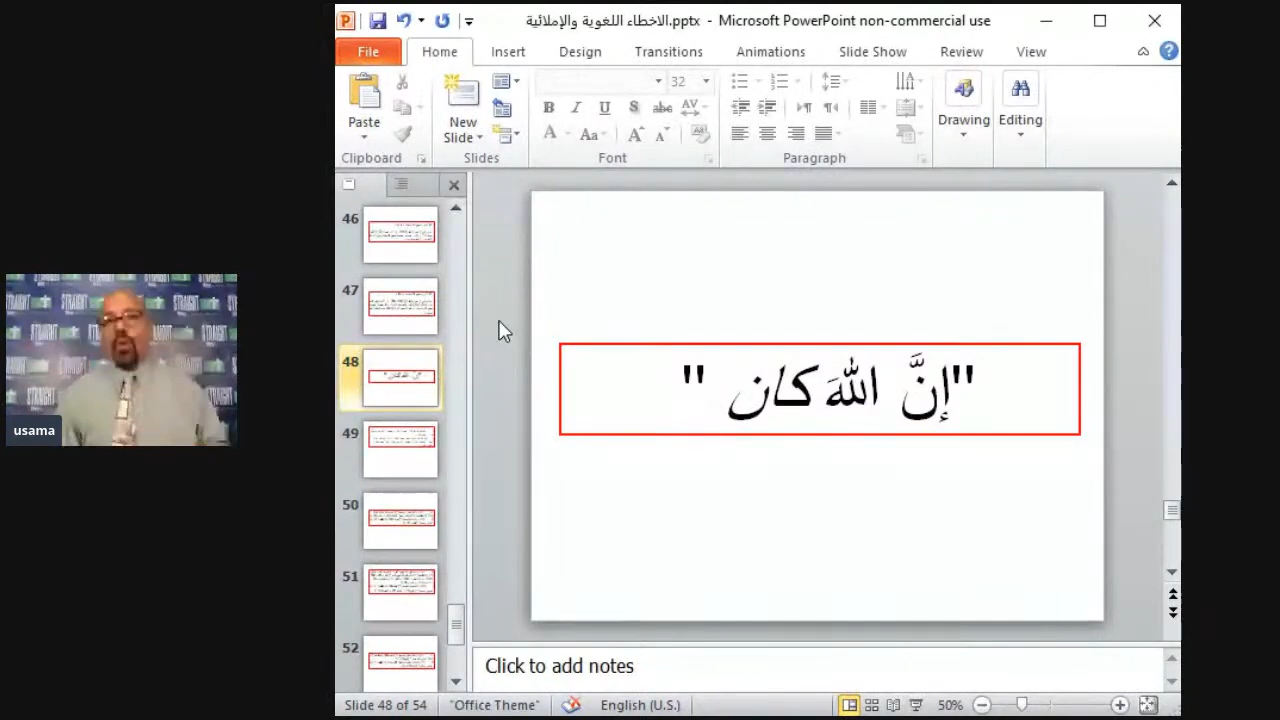 الاخطاء اللغوية والإملائية.pptx - Microsoft PowerPoint non-commercial use
File Home Insert Design Transitions Animations Slide Show Review View
32
Paste New Slide Drawing Editing
Clipboard Slides Font Paragraph
46
47
48
49
50
51
52
"إنَّ اللهَ كان "
STRAIGHT
usama
Click to add notes
Slide 48 of 54 "Office Theme" English (U.S.) 50%